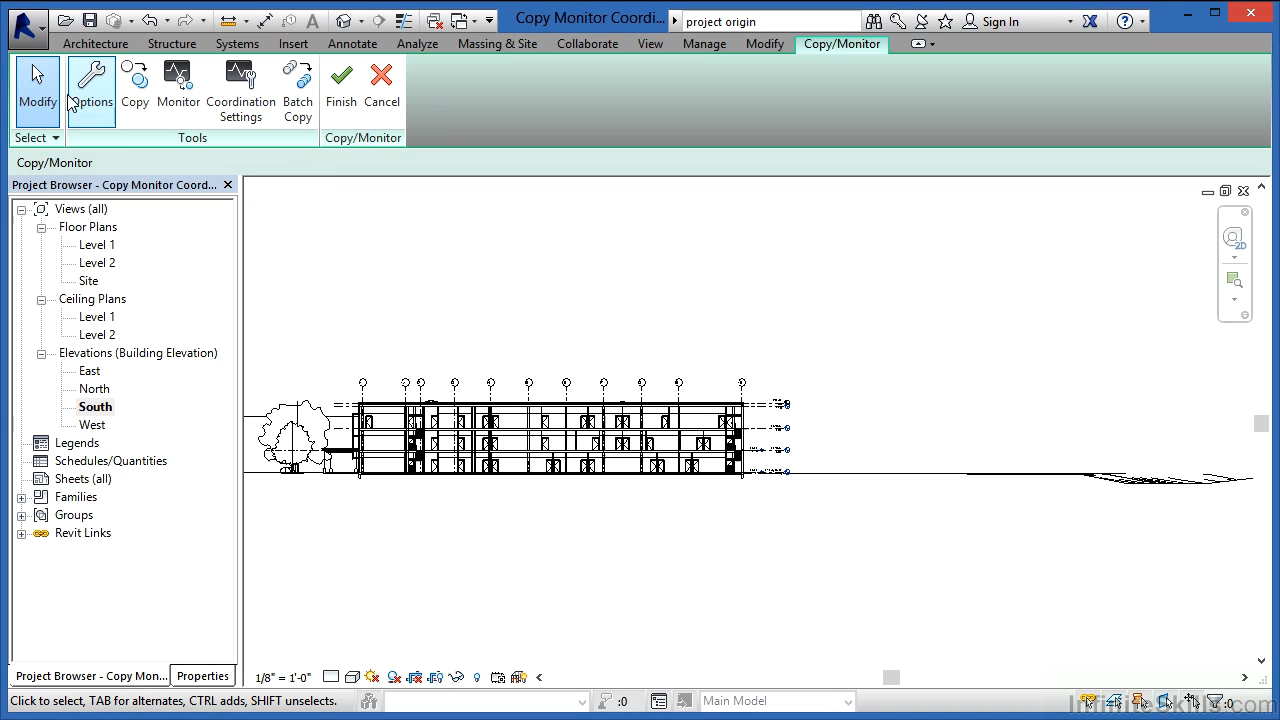 Copy Monitor Coordi...
project origin
Sign In
Architecture Structure Systems Insert Annotate Analyze Massing & Site Collaborate View Manage Modify Copy/Monitor
Modify Options Copy Monitor Coordination Settings Batch Copy Finish Cancel
Select Tools Copy/Monitor
Copy/Monitor
Project Browser - Copy Monitor Coord...
Views (all)
Floor Plans
Level 1
Level 2
Site
Ceiling Plans
Level 1
Level 2
Elevations (Building Elevation)
East
North
South
West
Legends
Schedules/Quantities
Sheets (all)
Families
Groups
Revit Links
2D
Project Browser - Copy Mon... Properties
1/8" = 1'-0"
Click to select, TAB for alternates, CTRL adds, SHIFT unselects.
:0
Main Model
:0
InfiniteSkills.com